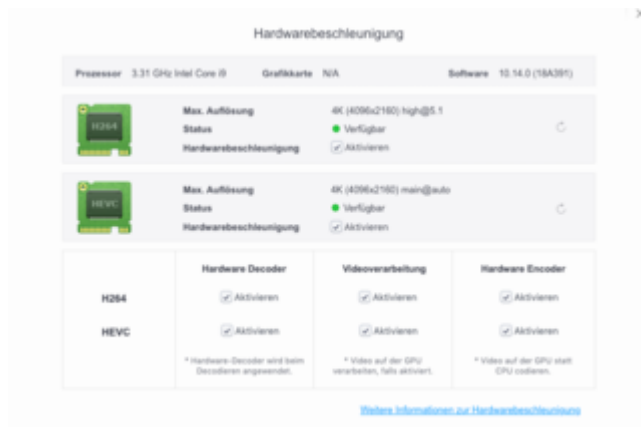 Hardwarebeschleunigung
Prozessor 3.31 GHz Intel Core i9 Grafikkarte N/A Software 10.14.0 (18A391)
H264
Max. Auflösung 4K (4096x2160) high@5.1
Status Verfügbar
Hardwarebeschleunigung Aktivieren
HEVC
Max. Auflösung 4K (4096x2160) main@auto
Status Verfügbar
Hardwarebeschleunigung Aktivieren
Hardware Decoder Videoverarbeitung Hardware Encoder
H264 Aktivieren Aktivieren Aktivieren
HEVC Aktivieren Aktivieren Aktivieren
* Hardware-Decoder wird beim * Video auf der GPU * Video auf der GPU statt
Decodieren angewendet. verarbeiten, falls aktiviert. CPU codieren.
Weitere Informationen zur Hardwarebeschleunigung